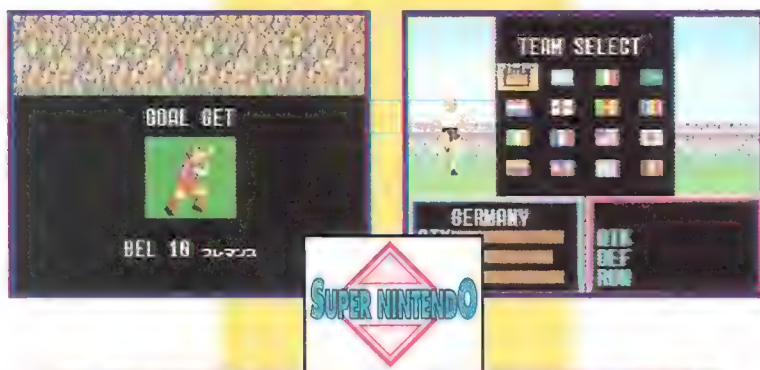 GOAL GET
BEL 10 フレマンス
TEAM SELECT
GERMANY
ATK
DEF
RUN
SUPER NINTENDO